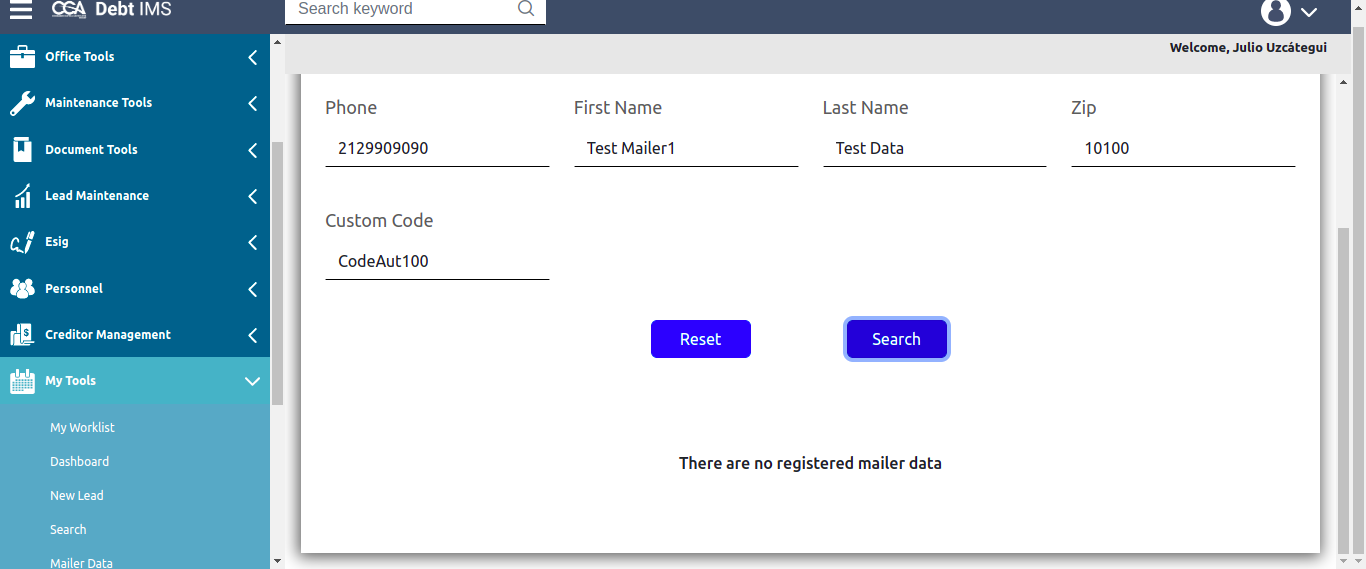 CGA Debt IMS
Search keyword
Welcome, Julio Uzcátegui
Office Tools
Maintenance Tools
Document Tools
Lead Maintenance
Esig
Personnel
Creditor Management
My Tools
My Worklist
Dashboard
New Lead
Search
Mailer Data
Phone First Name Last Name Zip
2129909090 Test Mailer1 Test Data 10100
Custom Code
CodeAut100
Reset Search
There are no registered mailer data